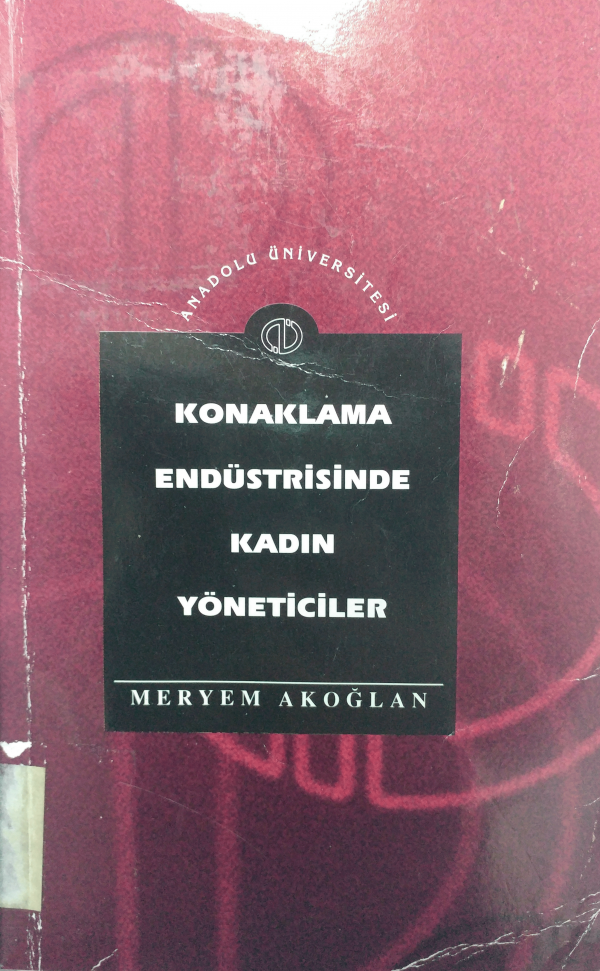 ANADOLU ÜNİVERSİTESİ
KONAKLAMA
ENDÜSTRİSİNDE
KADIN
YÖNETİCİLER
MERYEM AKOĞLAN